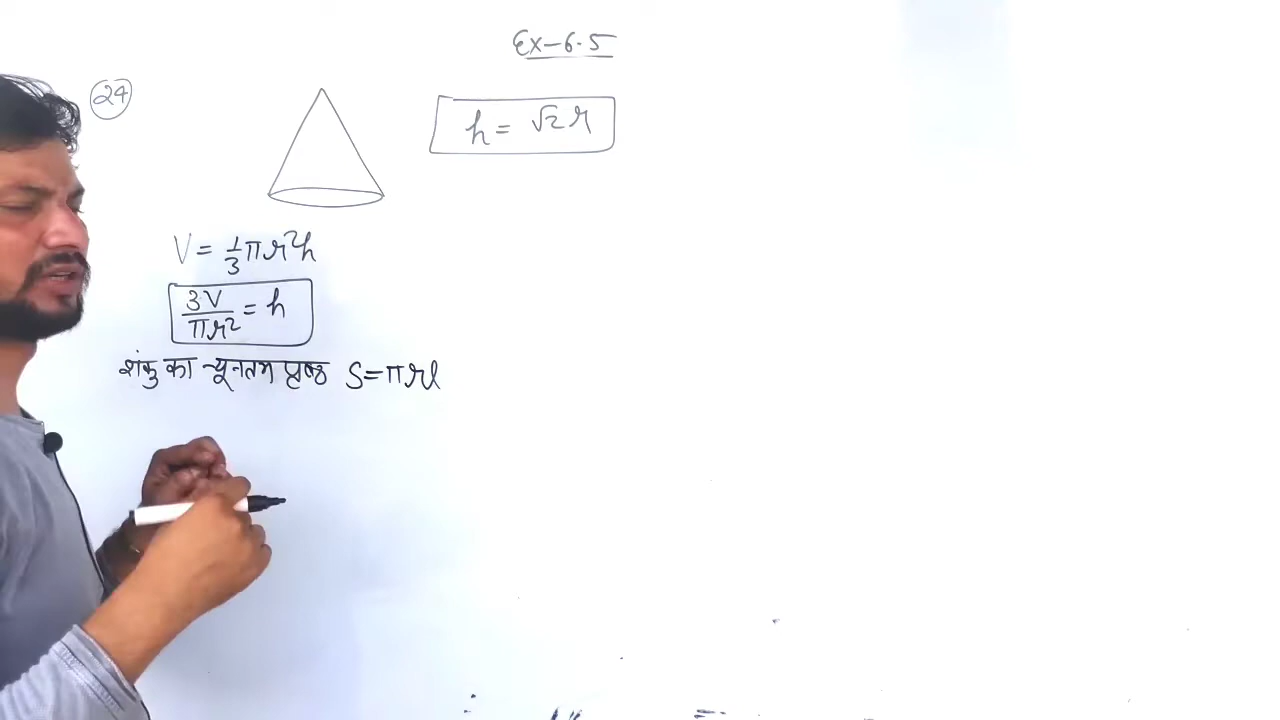 Ex-6.5
24
h = √2 r
V = 1/3 πr²h
3V/πr² = h
शंकु का न्यूनतम पृष्ठ S=πrl